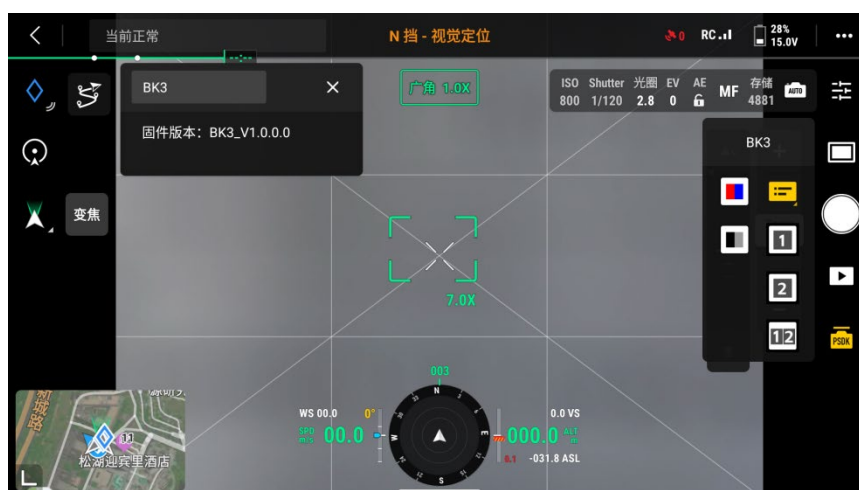 当前正常
N 挡 - 视觉定位
0
RC
28%
15.0V
--:--
BK3
固件版本：BK3_V1.0.0.0
广角 1.0X
ISO Shutter 光圈 EV AE MF 存储 AUTO
800 1/120 2.8 0 4881
BK3
1
2
12
变焦
7.0X
PSDK
003
N
E
S
W
WS 00.0
0°
0.0 VS
SPD
m/s
00.0
000.0
ALT
m
0.1
-031.8 ASL
11
松湖迎宾里酒店
L